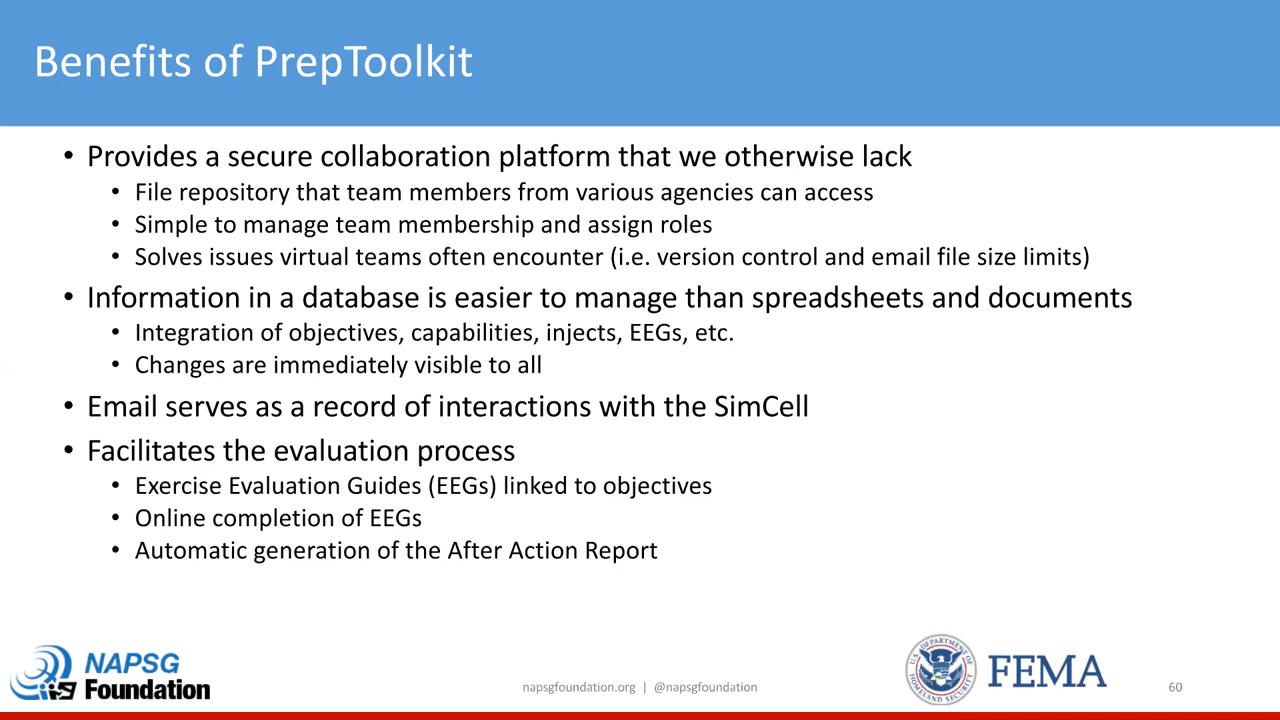 Benefits of PrepToolkit
• Provides a secure collaboration platform that we otherwise lack
• File repository that team members from various agencies can access
• Simple to manage team membership and assign roles
• Solves issues virtual teams often encounter (i.e. version control and email file size limits)
• Information in a database is easier to manage than spreadsheets and documents
• Integration of objectives, capabilities, injects, EEGs, etc.
• Changes are immediately visible to all
• Email serves as a record of interactions with the SimCell
• Facilitates the evaluation process
• Exercise Evaluation Guides (EEGs) linked to objectives
• Online completion of EEGs
• Automatic generation of the After Action Report
NAPSG
Foundation
napsgfoundation.org | @napsgfoundation
U.S. DEPARTMENT OF
HOMELAND SECURITY
FEMA
60